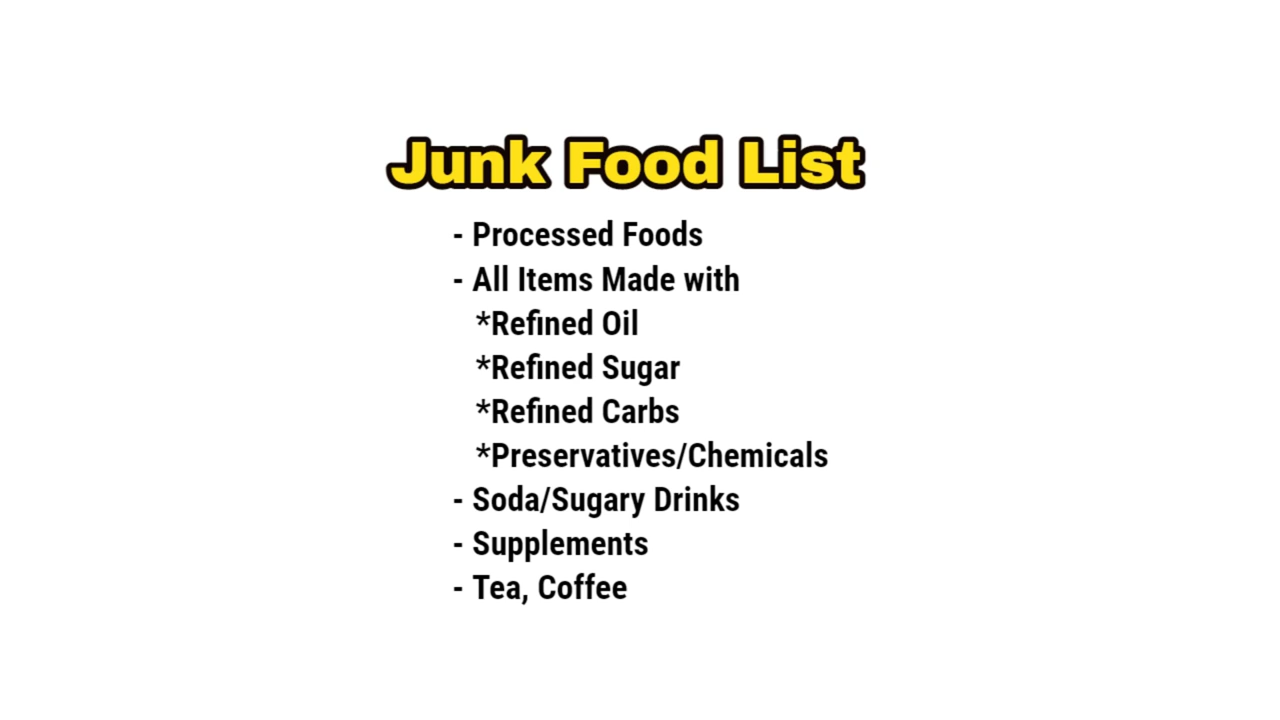 Junk Food List
- Processed Foods
- All Items Made with
*Refined Oil
*Refined Sugar
*Refined Carbs
*Preservatives/Chemicals
- Soda/Sugary Drinks
- Supplements
- Tea, Coffee